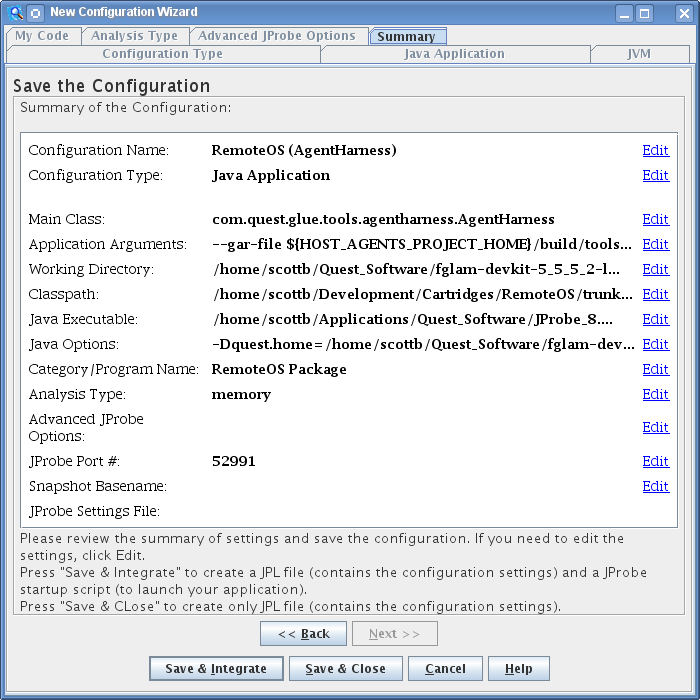 New Configuration Wizard
My Code Analysis Type Advanced JProbe Options Summary
Configuration Type Java Application JVM
Save the Configuration
Summary of the Configuration:
Configuration Name: RemoteOS (AgentHarness) Edit
Configuration Type: Java Application Edit
Main Class: com.quest.glue.tools.agentharness.AgentHarness Edit
Application Arguments: --gar-file ${HOST_AGENTS_PROJECT_HOME}/build/tools... Edit
Working Directory: /home/scottb/Quest_Software/fglam-devkit-5_5_5_2-l... Edit
Classpath: /home/scottb/Development/Cartridges/RemoteOS/trunk... Edit
Java Executable: /home/scottb/Applications/Quest_Software/JProbe_8.... Edit
Java Options: -Dquest.home=/home/scottb/Quest_Software/fglam-dev... Edit
Category/Program Name: RemoteOS Package Edit
Analysis Type: memory Edit
Advanced JProbe
Options: Edit
JProbe Port #: 52991 Edit
Snapshot Basename: Edit
JProbe Settings File:
Please review the summary of settings and save the configuration. If you need to edit the
settings, click Edit.
Press "Save & Integrate" to create a JPL file (contains the configuration settings) and a JProbe
startup script (to launch your application).
Press "Save & CLose" to create only JPL file (contains the configuration settings).
<< Back Next >>
Save & Integrate Save & Close Cancel Help